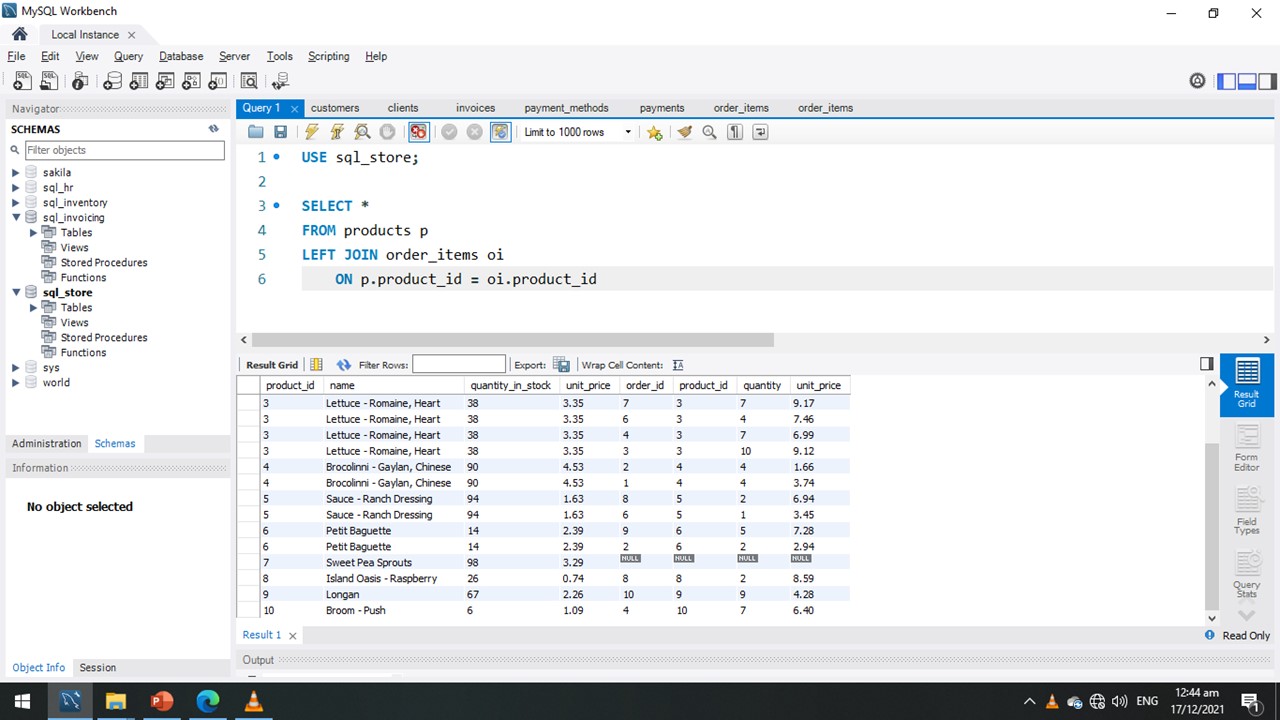 MySQL Workbench
Local Instance
File Edit View Query Database Server Tools Scripting Help
Navigator
SCHEMAS
Filter objects
sakila
sql_hr
sql_inventory
sql_invoicing
Tables
Views
Stored Procedures
Functions
sql_store
Tables
Views
Stored Procedures
Functions
sys
world
Administration Schemas
Information
No object selected
Object Info Session
Query 1 customers clients invoices payment_methods payments order_items order_items
Limit to 1000 rows
1 USE sql_store;
2
3 SELECT *
4 FROM products p
5 LEFT JOIN order_items oi
6 ON p.product_id = oi.product_id
Result Grid Filter Rows: Export: Wrap Cell Content:
product_id name quantity_in_stock unit_price order_id product_id quantity unit_price
3 Lettuce - Romaine, Heart 38 3.35 7 3 7 9.17
3 Lettuce - Romaine, Heart 38 3.35 6 3 4 7.46
3 Lettuce - Romaine, Heart 38 3.35 4 3 7 6.99
3 Lettuce - Romaine, Heart 38 3.35 3 3 10 9.12
4 Brocolinni - Gaylan, Chinese 90 4.53 2 4 4 1.66
4 Brocolinni - Gaylan, Chinese 90 4.53 1 4 4 3.74
5 Sauce - Ranch Dressing 94 1.63 8 5 2 6.94
5 Sauce - Ranch Dressing 94 1.63 6 5 1 3.45
6 Petit Baguette 14 2.39 9 6 5 7.28
6 Petit Baguette 14 2.39 2 6 2 2.94
7 Sweet Pea Sprouts 98 3.29 NULL NULL NULL NULL
8 Island Oasis - Raspberry 26 0.74 8 8 2 8.59
9 Longan 67 2.26 10 9 9 4.28
10 Broom - Push 6 1.09 4 10 7 6.40
Result Grid
Form Editor
Field Types
Query Stats
Result 1
Read Only
Output
ENG
12:44 am
17/12/2021
1